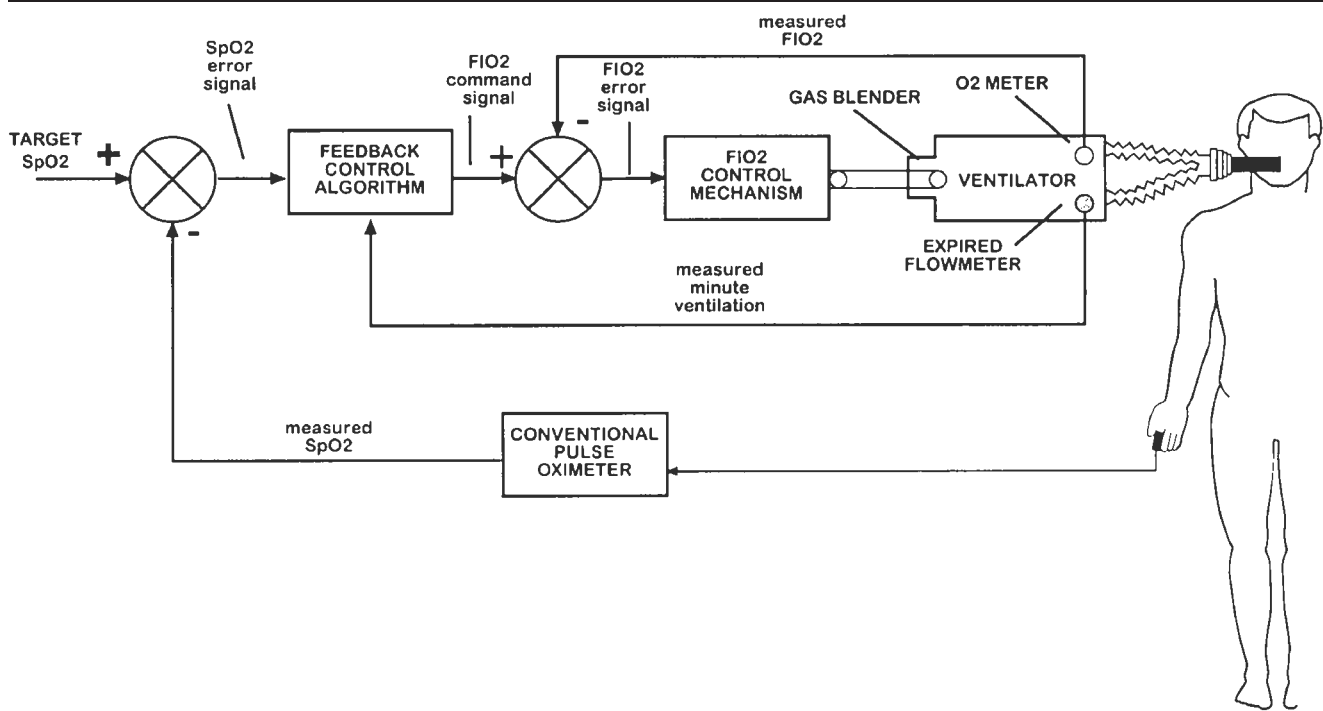 measured
FIO2
SpO2
error
signal
FIO2
command
signal
FIO2
error
signal
GAS BLENDER
O2 METER
TARGET
SpO2
+
FEEDBACK
CONTROL
ALGORITHM
+
-
FIO2
CONTROL
MECHANISM
VENTILATOR
-
EXPIRED
FLOWMETER
measured
minute
ventilation
measured
SpO2
CONVENTIONAL
PULSE
OXIMETER